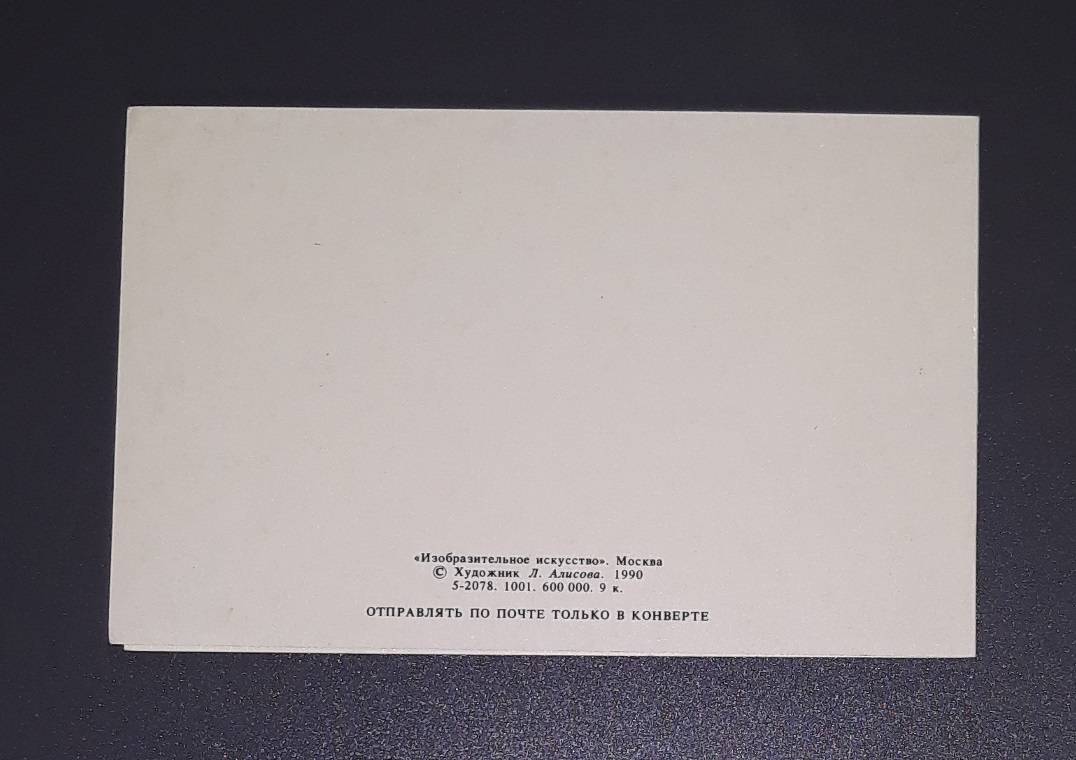 «Изобразительное искусство». Москва
© Художник Л. Алисова. 1990
5-2078. 1001. 600 000. 9 к.
ОТПРАВЛЯТЬ ПО ПОЧТЕ ТОЛЬКО В КОНВЕРТЕ